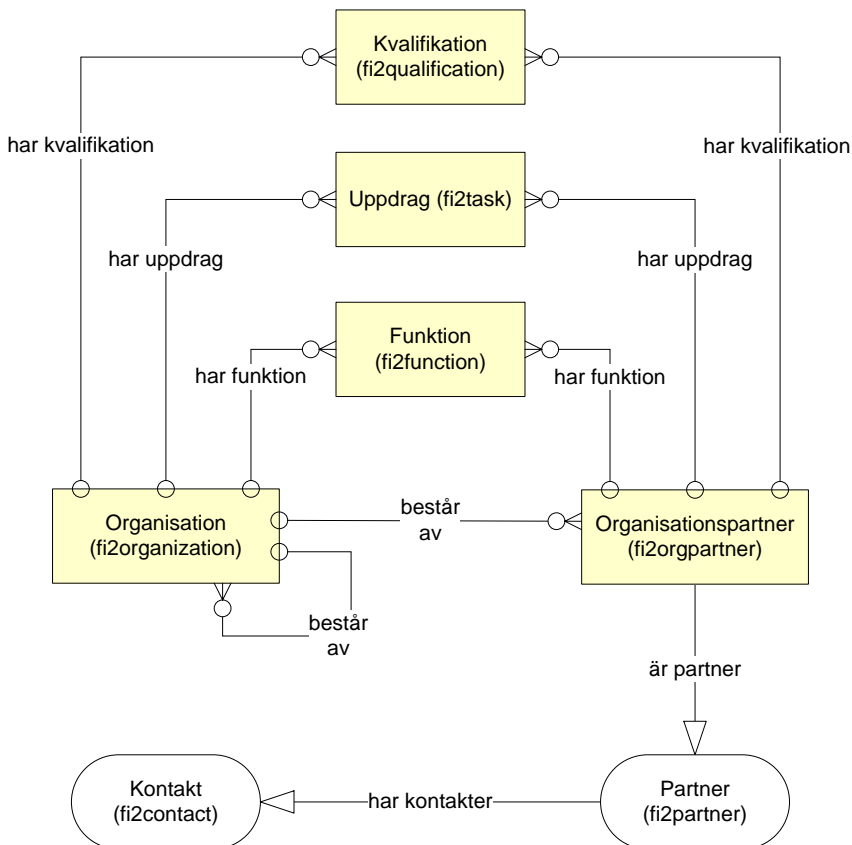 Kvalifikation
(fi2qualification)
har kvalifikation
har kvalifikation
Uppdrag (fi2task)
har uppdrag
har uppdrag
Funktion
(fi2function)
har funktion
har funktion
Organisation
(fi2organization)
består
av
Organisationspartner
(fi2orgpartner)
består
av
är partner
Kontakt
(fi2contact)
har kontakter
Partner
(fi2partner)